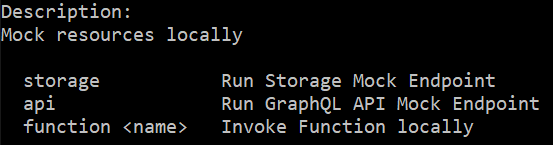 Description:
Mock resources locally
storage Run Storage Mock Endpoint
api Run GraphQL API Mock Endpoint
function <name> Invoke Function locally